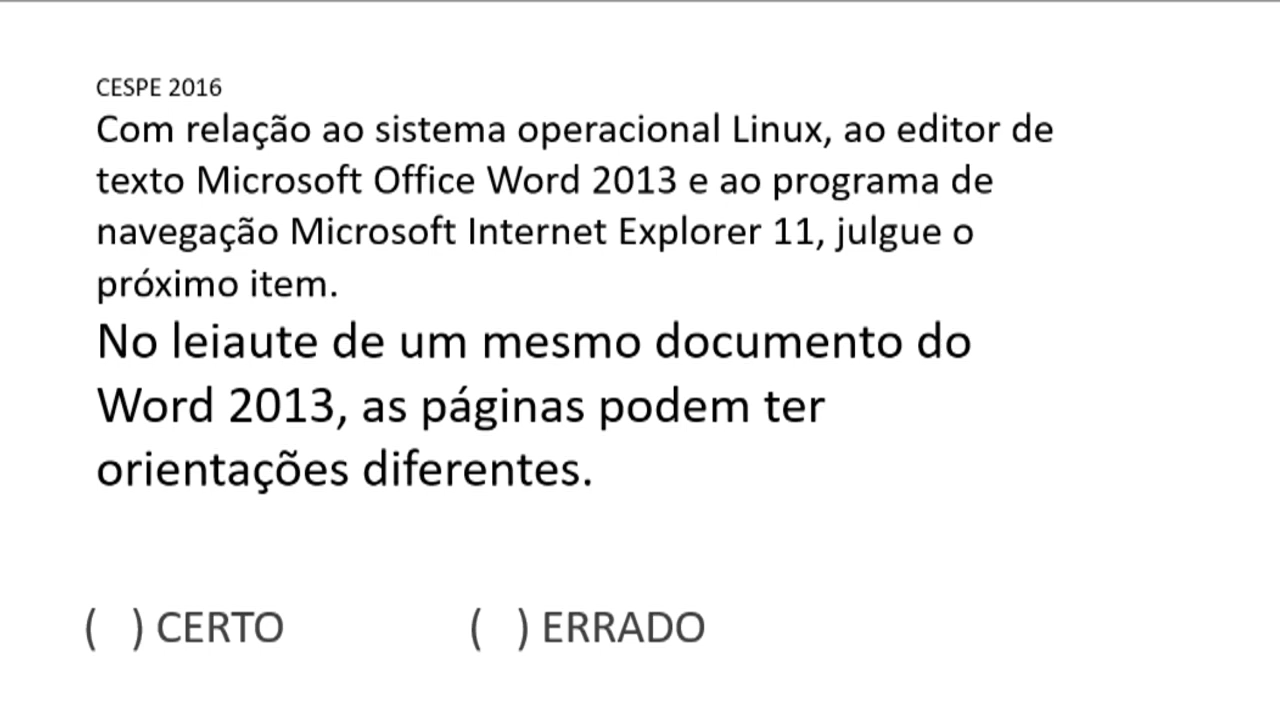 CESPE 2016
Com relação ao sistema operacional Linux, ao editor de
texto Microsoft Office Word 2013 e ao programa de
navegação Microsoft Internet Explorer 11, julgue o
próximo item.
No leiaute de um mesmo documento do
Word 2013, as páginas podem ter
orientações diferentes.
(   ) CERTO (   ) ERRADO